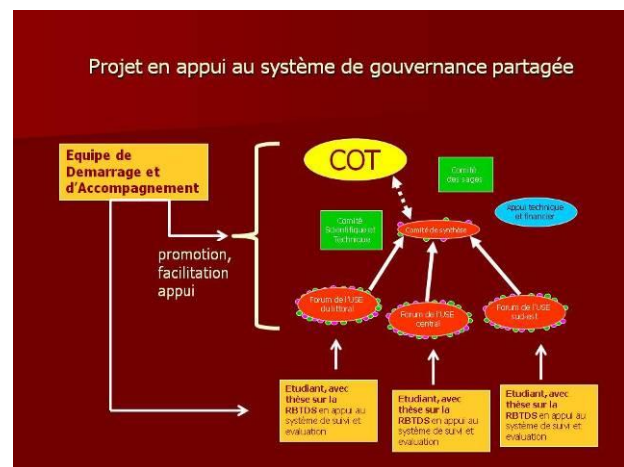 Projet en appui au système de gouvernance partagée
Equipe de
Demarrage et
d'Accompagnement
promotion,
facilitation
appui
COT
Comité
des sages
Appui technique
et financier
Comité
Scientifique et
Technique
Comité de synthèse
Forum de l'USE
du littoral
Forum de l'USE
central
Forum de l'USE
sud-est
Etudiant, avec
thèse sur la
RBTDS en appui au
système de suivi et
evaluation
Etudiant, avec
thèse sur la
RBTDS en appui au
système de suivi et
evaluation
Etudiant, avec
thèse sur la
RBTDS en appui au
système de suivi et
evaluation